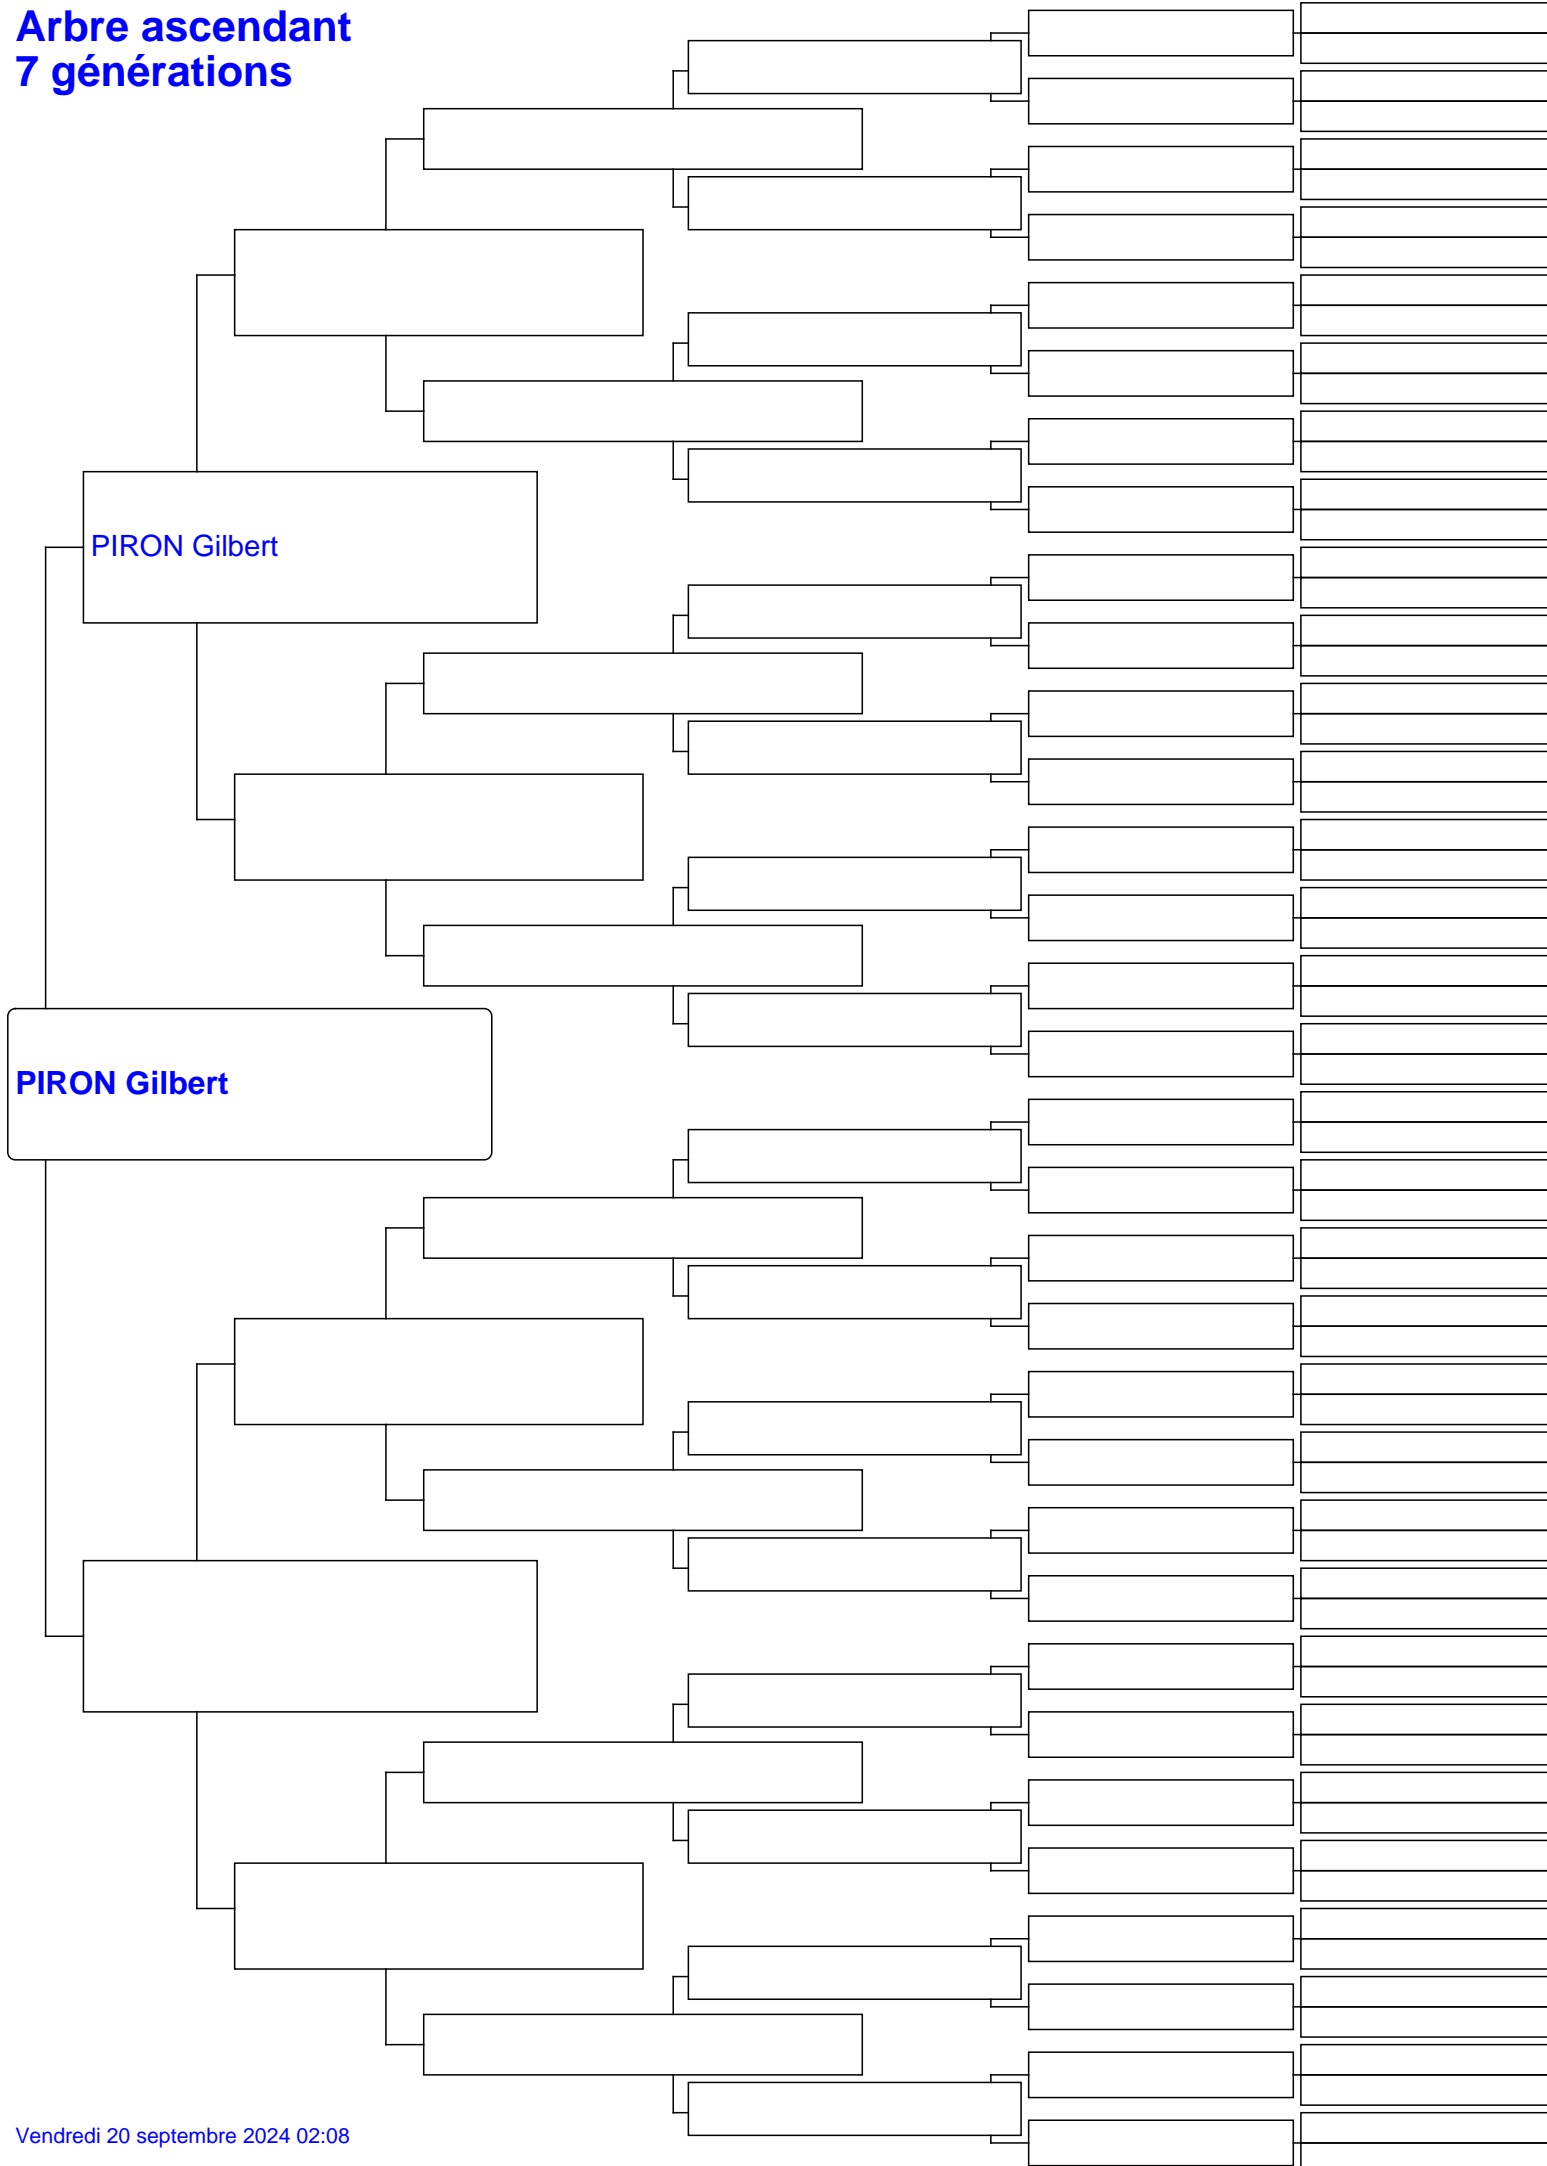 Arbre ascendant
7 générations
PIRON Gilbert
PIRON Gilbert
Vendredi 20 septembre 2024 02:08